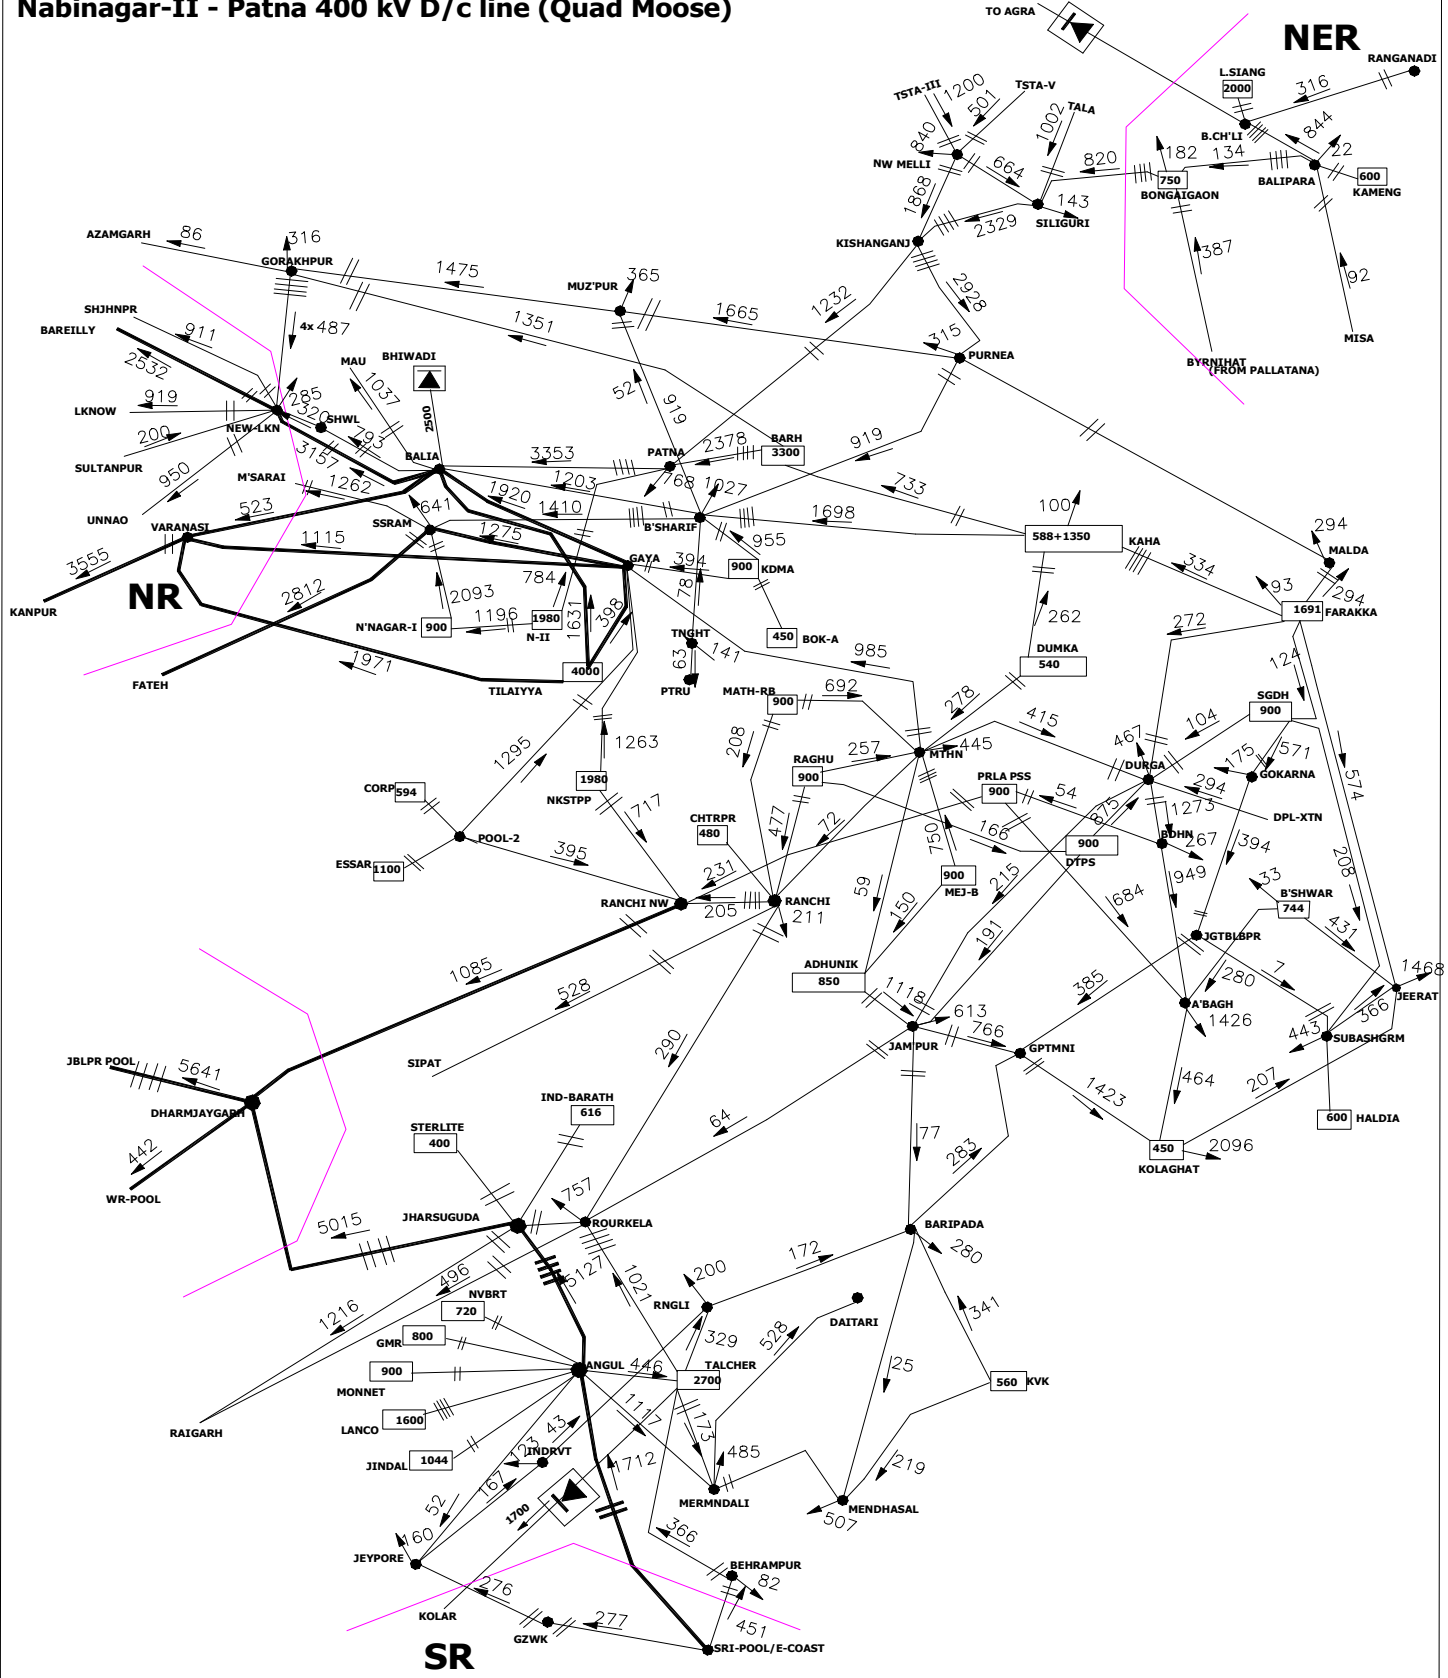 Nabinagar-II - Patna 400 kV D/c line (Quad Moose)
TO AGRA
NER
RANGANADI
L.SIANG
2000
316
TSTA-III
1200
TSTA-V
501
TALA
1002
B.CH'LI
844
840
NW MELLI
664
820
182
134
22
750
BONGAIGAON
BALIPARA
600
KAMENG
1868
143
SILIGURI
2329
KISHANGANJ
387
92
AZAMGARH
86
316
GORAKHPUR
1475
MUZ'PUR
365
1232
2928
SHJHNPR
BAREILLY
911
4x 487
1351
1665
315
PURNEA
MISA
BYRNIHAT
(FROM PALLATANA)
2532
MAU
BHIWADI
1037
2500
52
919
LKNOW
919
285
320
SHWL
NEW-LKN
200
793
SULTANPUR
3157
BALIA
3353
PATNA
2378
BARH
3300
919
950
M'SARAI
1262
1203
768
1027
733
UNNAO
523
641
1920
1410
B'SHARIF
1698
100
VARANASI
SSRAM
1115
1275
955
588+1350
KAHA
294
MALDA
3555
GAYA
394
900
KDMA
334
93
294
KANPUR
NR
2812
2093
784
78
262
1691
FARAKKA
N'NAGAR-I
900
1196
1980
N-II
1631
398
TNGHT
450
BOK-A
272
141
DUMKA
540
124
1971
985
FATEH
TILAIYYA
4000
63
PTRU
MATH-RB
900
692
278
SGDH
900
415
104
1295
1263
208
257
445
MTHN
467
DURGA
175
571
CORP
594
1980
NKSTPP
RAGHU
900
PRLA PSS
900
54
294
GOKARNA
574
717
CHTRPR
480
477
72
875
1273
DPL-XTN
POOL-2
750
166
BDHN
267
394
395
900
DTPS
ESSAR
1100
231
59
900
MEJ-B
215
949
208
684
33
B'SHWAR
744
RANCHI NW
205
RANCHI
211
150
191
431
JGTBLBPR
1085
528
ADHUNIK
850
1118
385
280
7
1468
JEERAT
613
A'BAGH
1426
366
290
JAM'PUR
766
GPTMNI
443
SUBASHGRM
JBLPR POOL
5641
SIPAT
464
207
DHARMJAYGARH
IND-BARATH
616
1423
STERLITE
400
64
77
600
HALDIA
442
283
450
KOLAGHAT
2096
WR-POOL
757
JHARSUGUDA
5015
ROURKELA
BARIPADA
172
280
496
5127
1021
200
NVBRT
720
RNGLI
DAITARI
341
1216
GMR
800
329
528
25
900
MONNET
ANGUL
446
TALCHER
2700
560
KVK
LANCO
1600
RAIGARH
1117
173
43
123
JINDAL
1044
INDRVT
1712
485
219
167
MERMNDALI
52
1700
507
MENDHASAL
160
366
JEYPORE
BEHRAMPUR
82
276
KOLAR
277
451
GZWK
SRI-POOL/E-COAST
SR